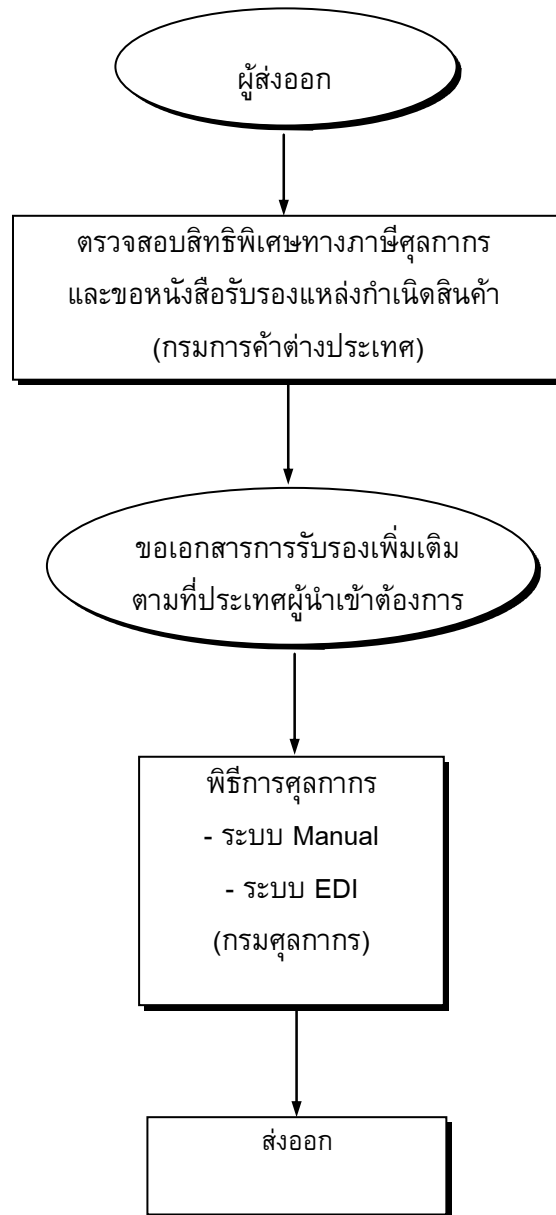 ผู้ส่งออก
ตรวจสอบสิทธิพิเศษทางภาษีศุลกากร
และขอหนังสือรับรองแหล่งกำเนิดสินค้า
(กรมการค้าต่างประเทศ)
ขอเอกสารการรับรองเพิ่มเติม
ตามที่ประเทศผู้นำเข้าต้องการ
พิธีการศุลกากร
- ระบบ Manual
- ระบบ EDI
(กรมศุลกากร)
ส่งออก